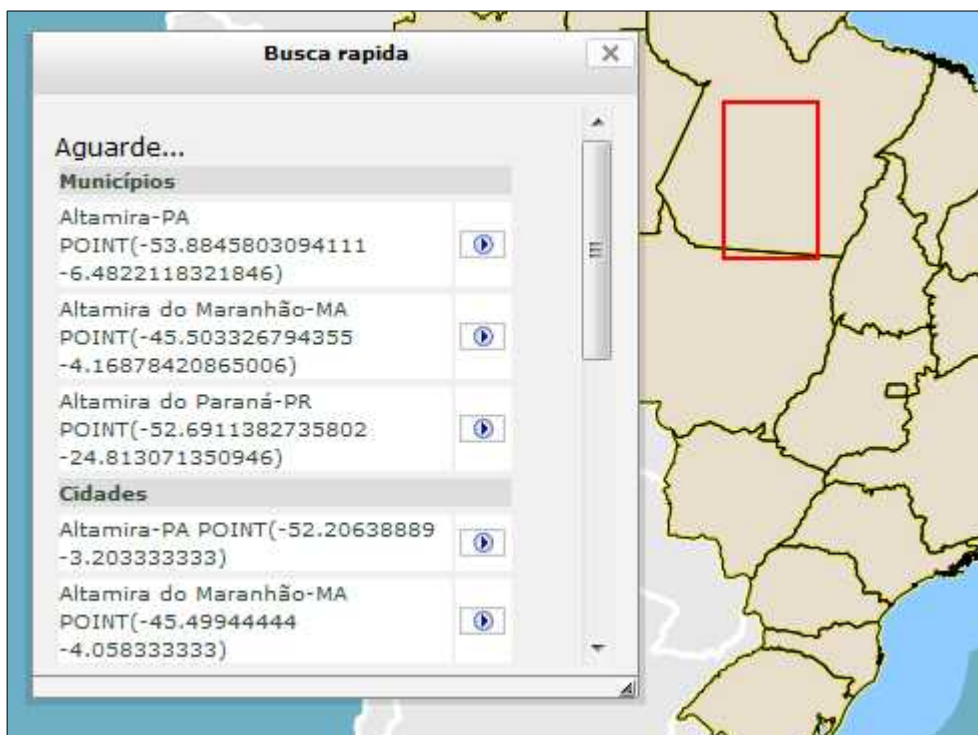 Busca rapida
Aguarde...
Municípios
Altamira-PA
POINT(-53.8845803094111
-6.4822118321846)
Altamira do Maranhão-MA
POINT(-45.503326794355
-4.16878420865006)
Altamira do Paraná-PR
POINT(-52.6911382735802
-24.813071350946)
Cidades
Altamira-PA POINT(-52.20638889
-3.203333333)
Altamira do Maranhão-MA
POINT(-45.49944444
-4.058333333)